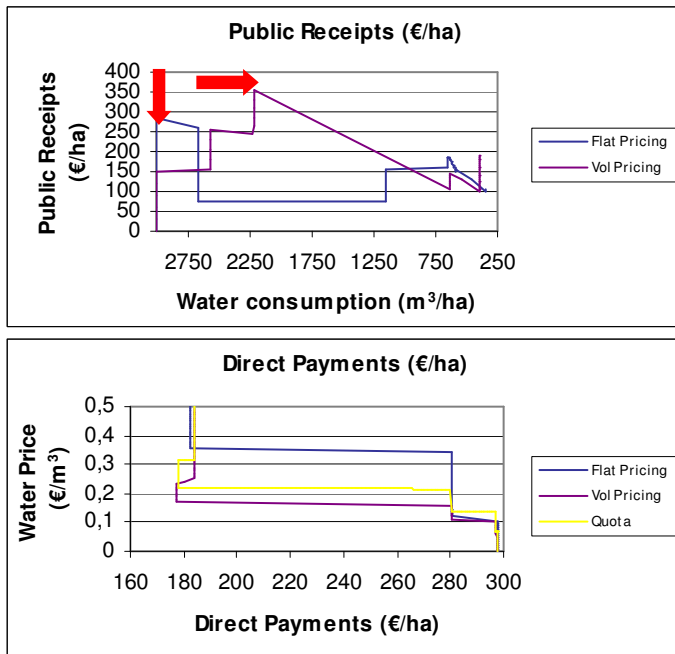 Public Receipts (€/ha)
400
350
300
250
200
150
100
50
0
Public Receipts
(€/ha)
2750 2250 1750 1250 750 250
Water consumption (m³/ha)
Flat Pricing
Vol Pricing
Direct Payments (€/ha)
0,5
0,4
0,3
0,2
0,1
0
Water Price
(€/m³)
160 180 200 220 240 260 280 300
Direct Payments (€/ha)
Flat Pricing
Vol Pricing
Quota